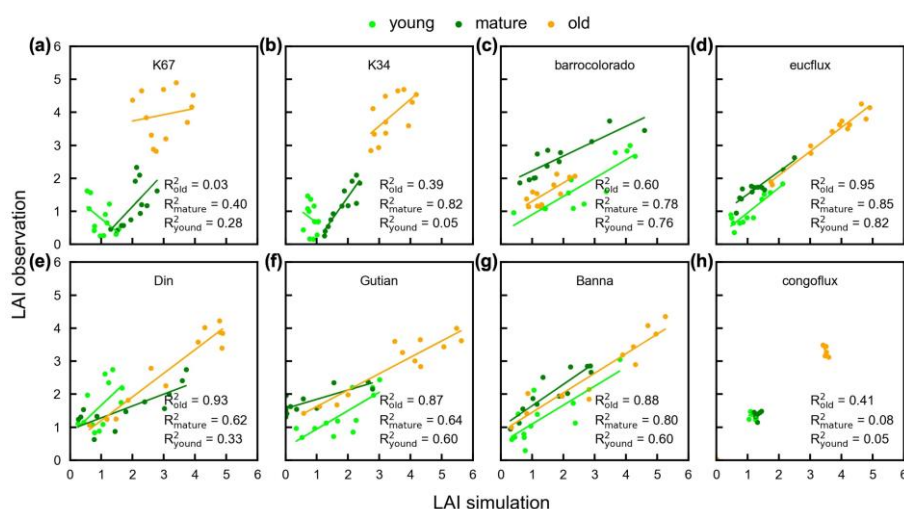 young mature old
(a) K67
R²old = 0.03
R²mature = 0.40
R²yound = 0.28
(b) K34
R²old = 0.39
R²mature = 0.82
R²yound = 0.05
(c) barrocolorado
R²old = 0.60
R²mature = 0.78
R²yound = 0.76
(d) eucflux
R²old = 0.95
R²mature = 0.85
R²yound = 0.82
6
5
4
3
2
1
0
LAI observation
(e) Din
R²old = 0.93
R²mature = 0.62
R²yound = 0.33
(f) Gutian
R²old = 0.87
R²mature = 0.64
R²yound = 0.60
(g) Banna
R²old = 0.88
R²mature = 0.80
R²yound = 0.60
(h) congoflux
R²old = 0.41
R²mature = 0.08
R²yound = 0.05
6
5
4
3
2
1
0
0 1 2 3 4 5 6 0 1 2 3 4 5 6 0 1 2 3 4 5 6 0 1 2 3 4 5 6
LAI simulation